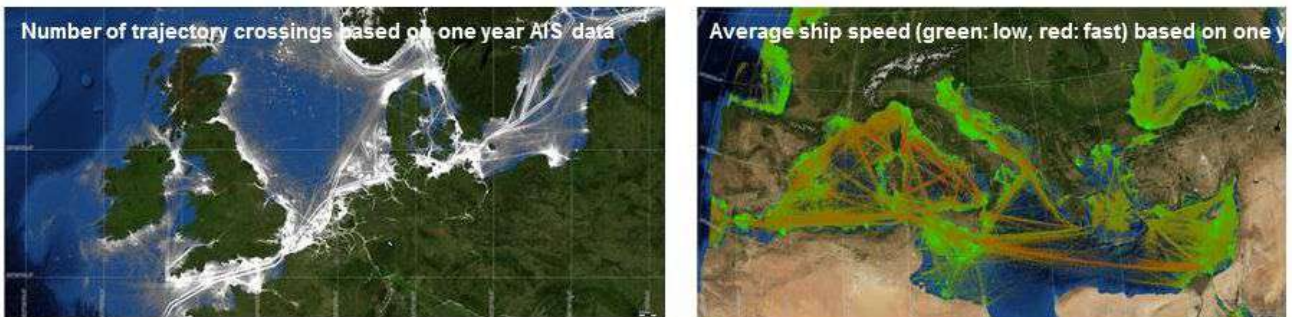 Number of trajectory crossings based on one year AIS data
Average ship speed (green: low, red: fast) based on one y